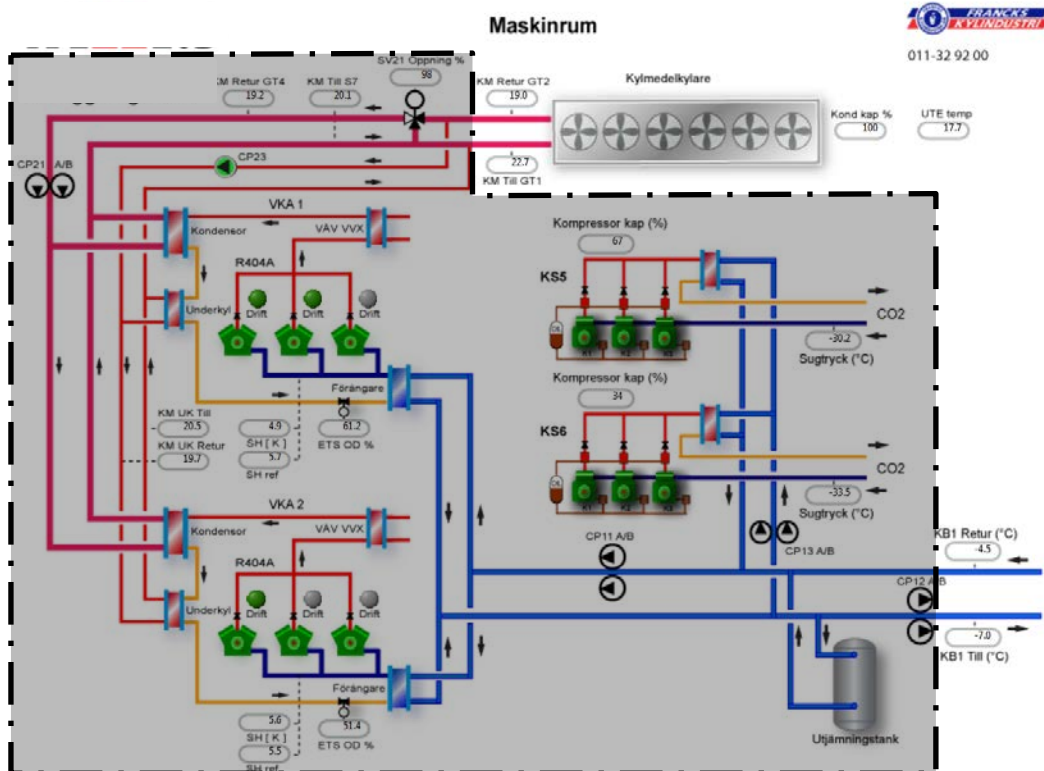 Maskinrum
FRANCKS
KYLINDUSTRI
011-32 92 00
SV21 Öppning %
98
KM Retur GT4
19.2
KM Till S7
20.1
KM Retur GT2
19.0
Kylmedelkylare
Kond kap %
100
UTE temp
17.7
CP21 A/B
CP23
22.7
KM Till GT1
VKA 1
VÄV VVX
Kondensor
R404A
Underkyl
Drift
Drift
Drift
Förångare
KM UK Till
20.5
KM UK Retur
19.7
4.9
SH [ K ]
5.7
SH ref
61.2
ETS OD %
Kompressor kap (%)
67
KS5
K1
K2
K3
CO2
-30.2
Sugtryck (°C)
Kompressor kap (%)
34
KS6
K1
K2
K3
CO2
-33.5
Sugtryck (°C)
VKA 2
VÄV VVX
Kondensor
R404A
Underkyl
Drift
Drift
Drift
Förångare
5.6
SH [ K ]
5.5
SH ref
51.4
ETS OD %
CP11 A/B
CP13 A/B
KB1 Retur (°C)
-4.5
CP12 A/B
-7.0
KB1 Till (°C)
Utjämningstank